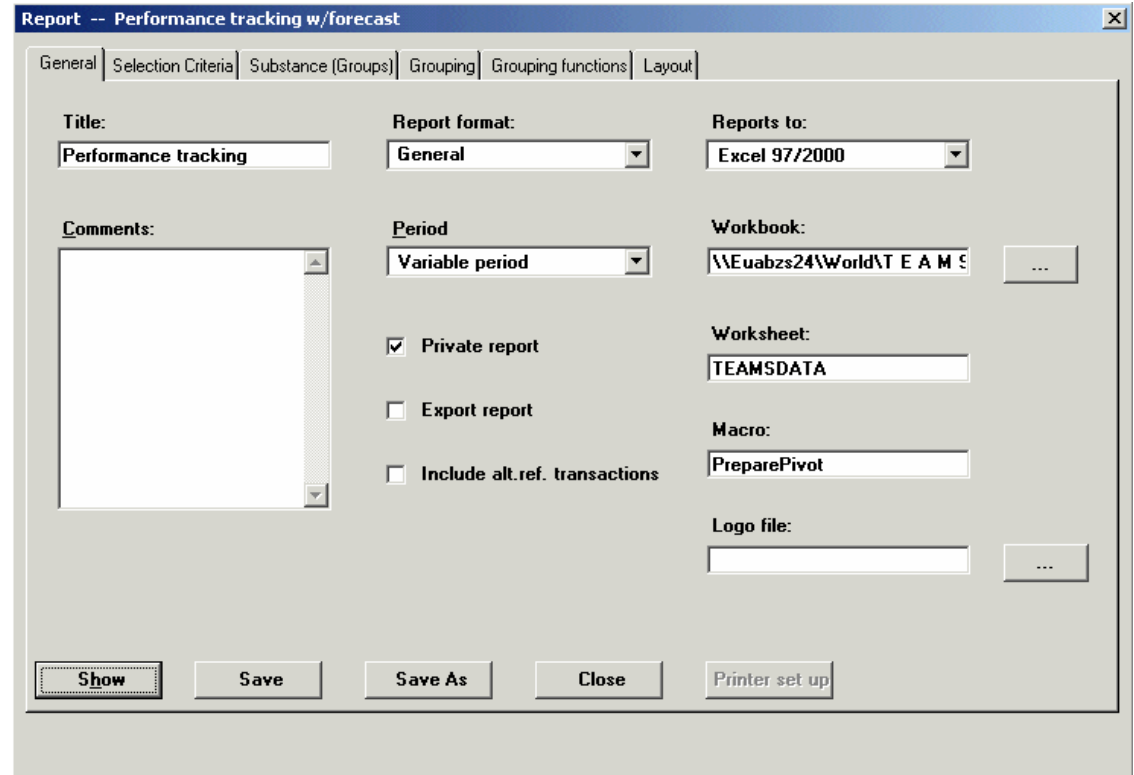 Report -- Performance tracking w/forecast
General Selection Criteria Substance (Groups) Grouping Grouping functions Layout
Title: Report format: Reports to:
Performance tracking General Excel 97/2000
Comments: Period Workbook:
Variable period \\Euabzs24\World\T E A M S ...
Private report Worksheet:
TEAMSDATA
Export report
Macro:
Include alt.ref. transactions PreparePivot
Logo file:
...
Show Save Save As Close Printer set up